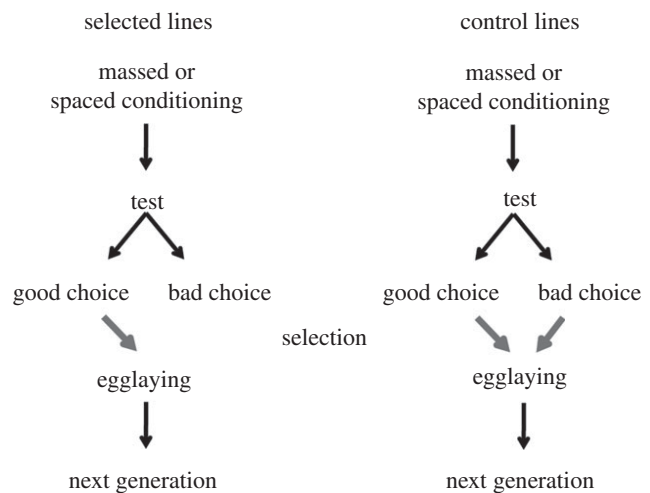 selected lines
massed or
spaced conditioning
test
good choice bad choice
egglaying
next generation
selection
control lines
massed or
spaced conditioning
test
good choice bad choice
egglaying
next generation